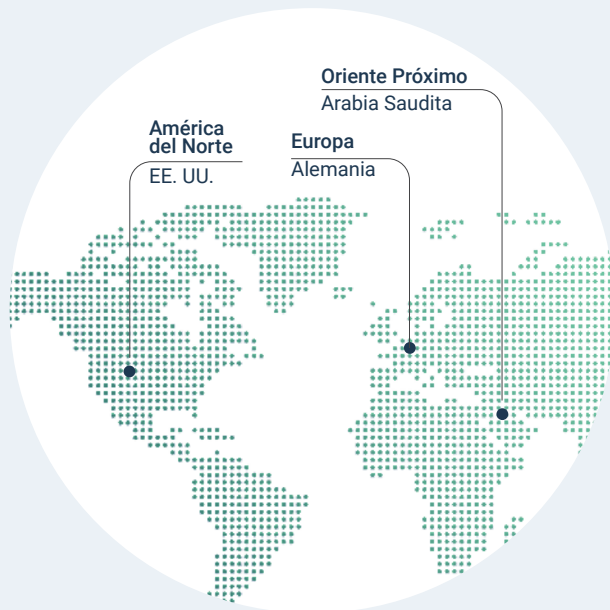 Oriente Próximo
Arabia Saudita
América
del Norte
EE. UU.
Europa
Alemania